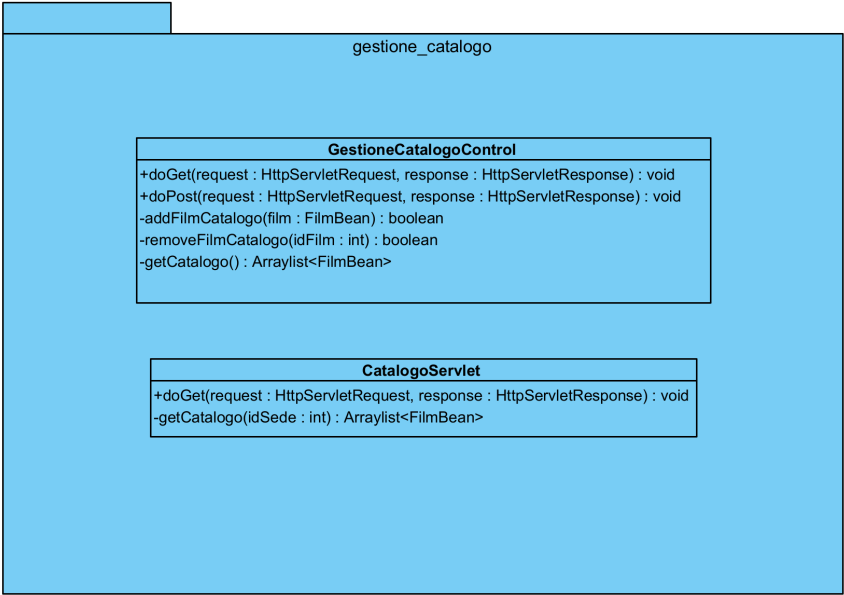 gestione_catalogo
GestioneCatalogoControl
+doGet(request : HttpServletRequest, response : HttpServletResponse) : void
+doPost(request : HttpServletRequest, response : HttpServletResponse) : void
-addFilmCatalogo(film : FilmBean) : boolean
-removeFilmCatalogo(idFilm : int) : boolean
-getCatalogo() : Arraylist<FilmBean>
CatalogoServlet
+doGet(request : HttpServletRequest, response : HttpServletResponse) : void
-getCatalogo(idSede : int) : Arraylist<FilmBean>